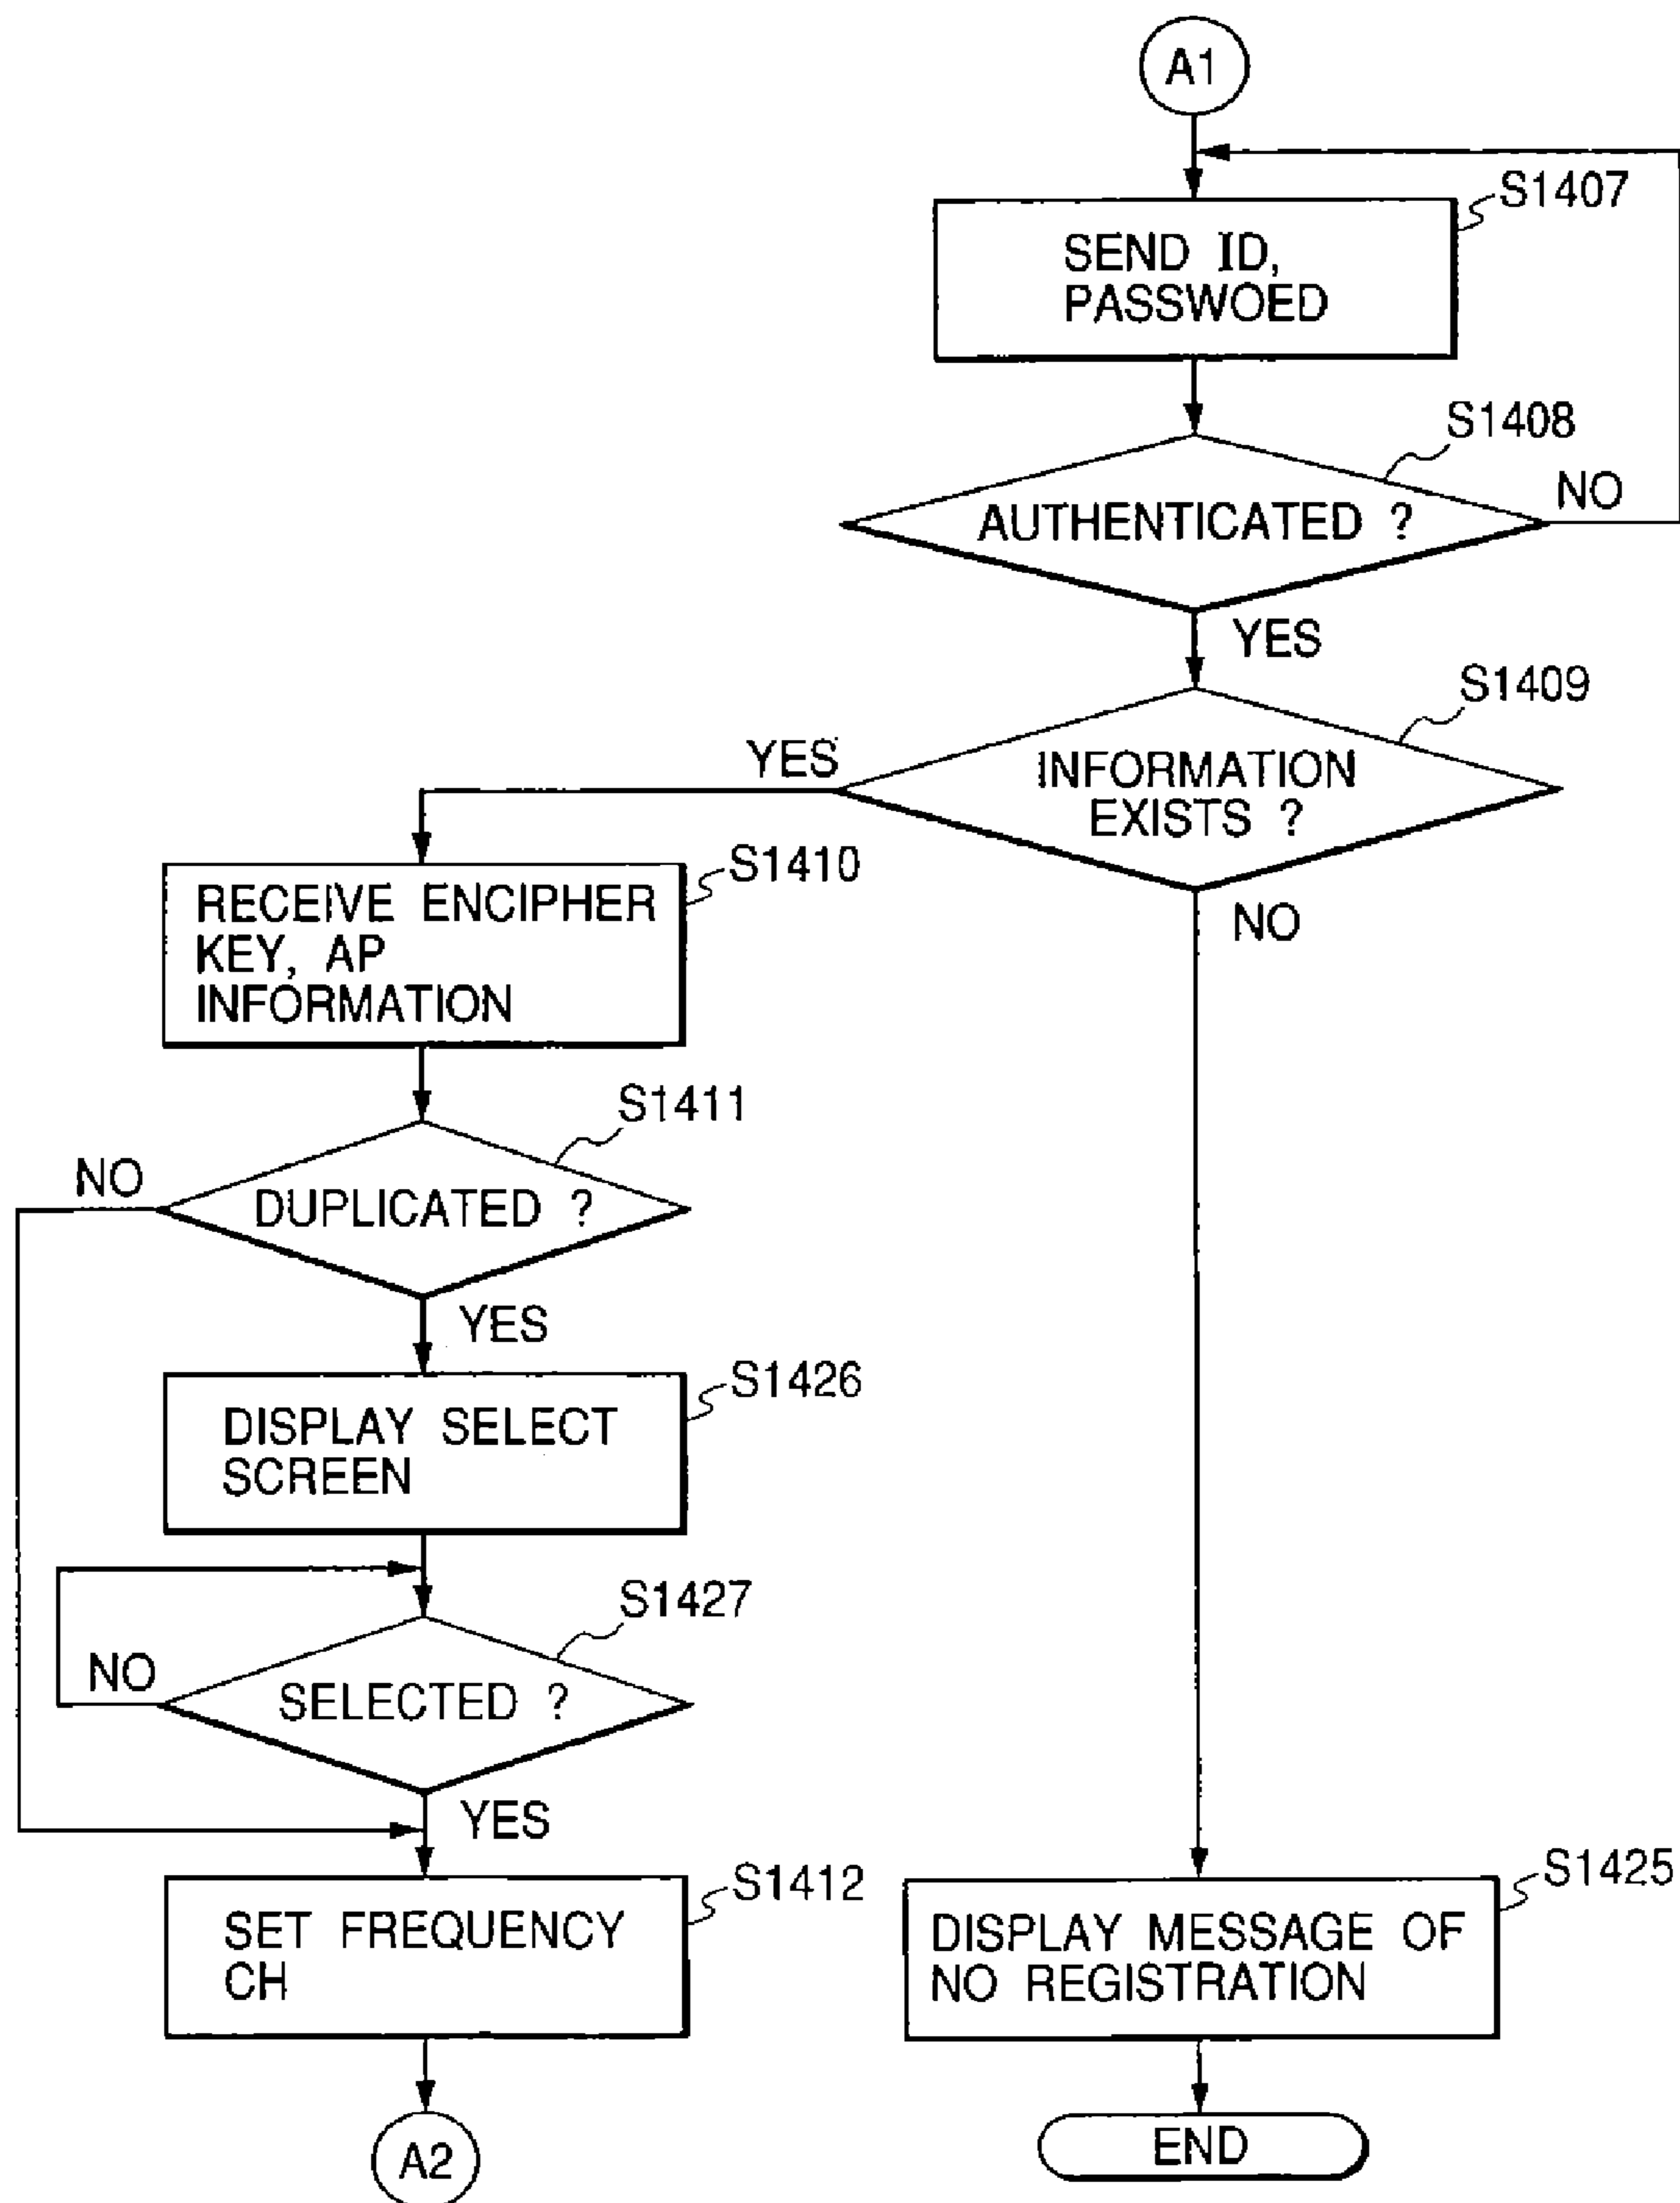 A1
S1407
SEND ID,
PASSWOED
S1408
AUTHENTICATED ?
NO
YES
S1409
INFORMATION
EXISTS ?
YES
NO
S1410
RECEIVE ENCIPHER
KEY, AP
INFORMATION
S1411
DUPLICATED ?
NO
YES
S1426
DISPLAY SELECT
SCREEN
S1427
SELECTED ?
NO
YES
S1412
SET FREQUENCY
CH
A2
S1425
DISPLAY MESSAGE OF
NO REGISTRATION
END